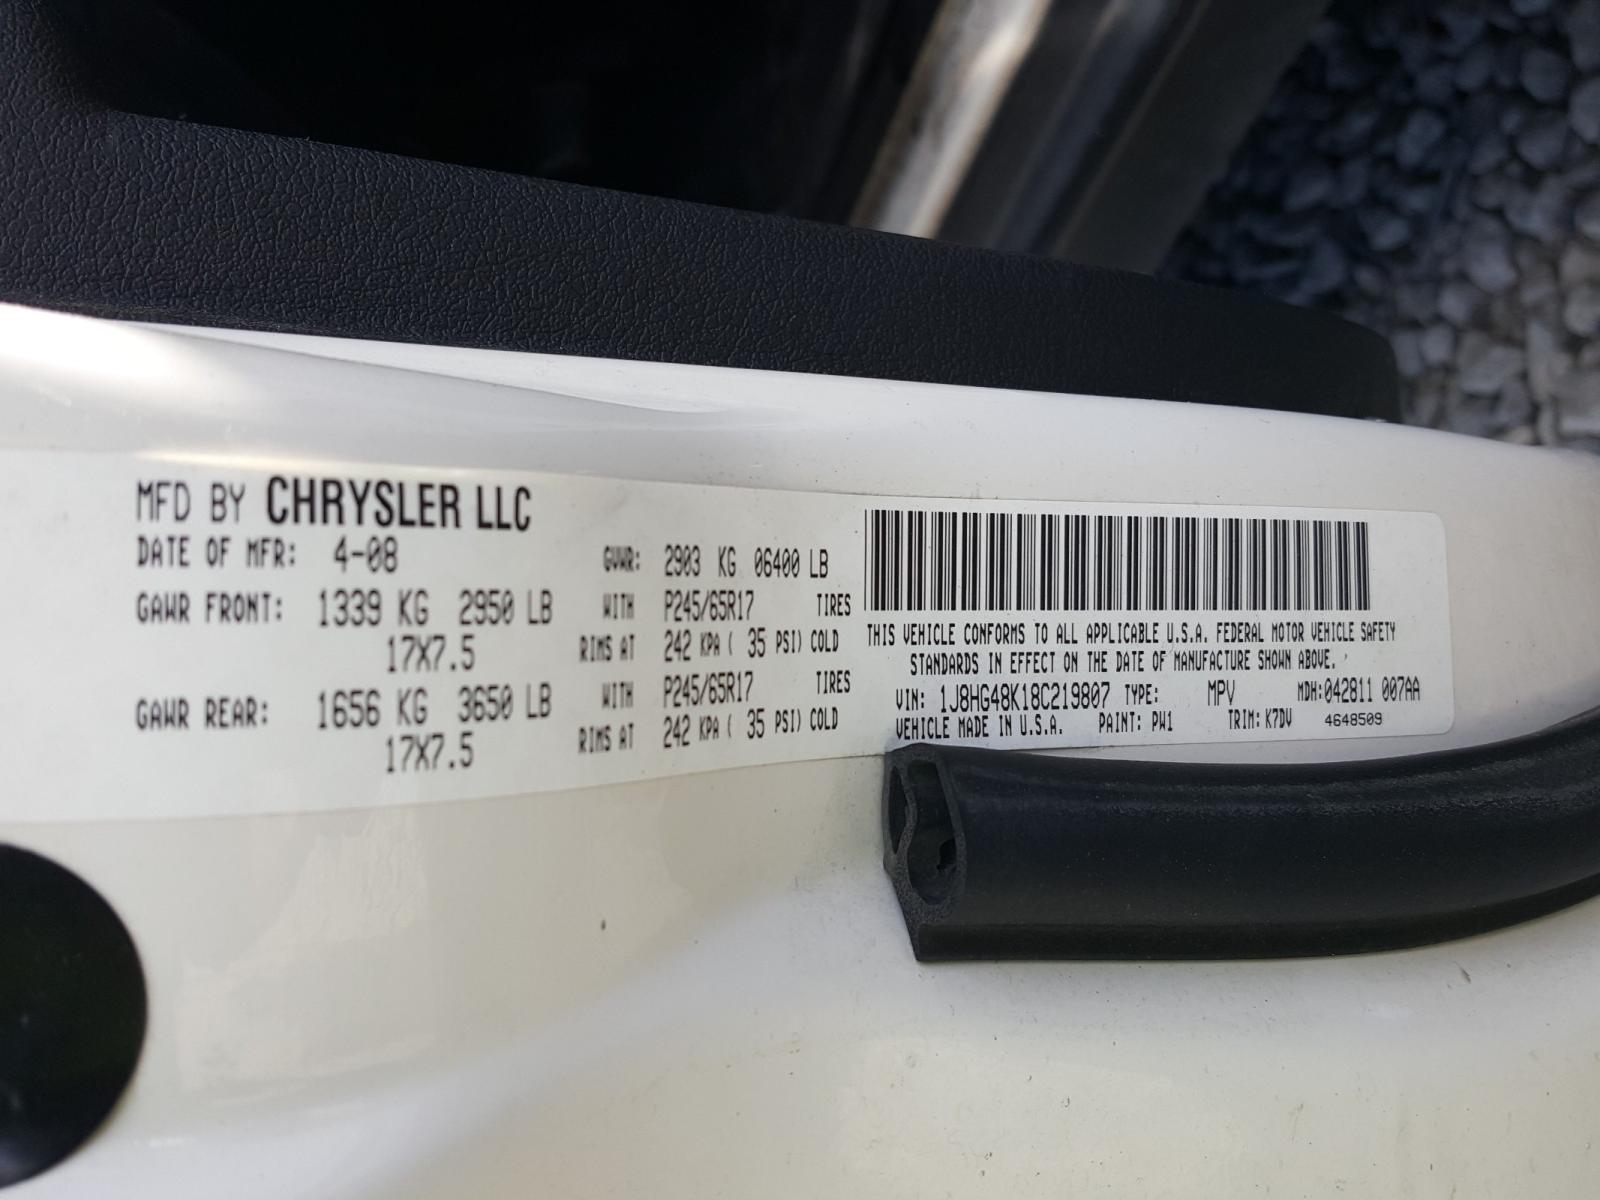 MFD BY CHRYSLER LLC
DATE OF MFR: 4-08 GVWR: 2903 KG 06400 LB
GAWR FRONT: 1339 KG 2950 LB WITH P245/65R17 TIRES
17X7.5 RIMS AT 242 KPA ( 35 PSI) COLD
GAWR REAR: 1656 KG 3650 LB WITH P245/65R17 TIRES
17X7.5 RIMS AT 242 KPA ( 35 PSI) COLD
THIS VEHICLE CONFORMS TO ALL APPLICABLE U.S.A. FEDERAL MOTOR VEHICLE SAFETY
STANDARDS IN EFFECT ON THE DATE OF MANUFACTURE SHOWN ABOVE.
VIN: 1J8HG48K18C219807 TYPE: MPV MDH:042811 007AA
VEHICLE MADE IN U.S.A. PAINT: PW1 TRIM: K7DV 4648509